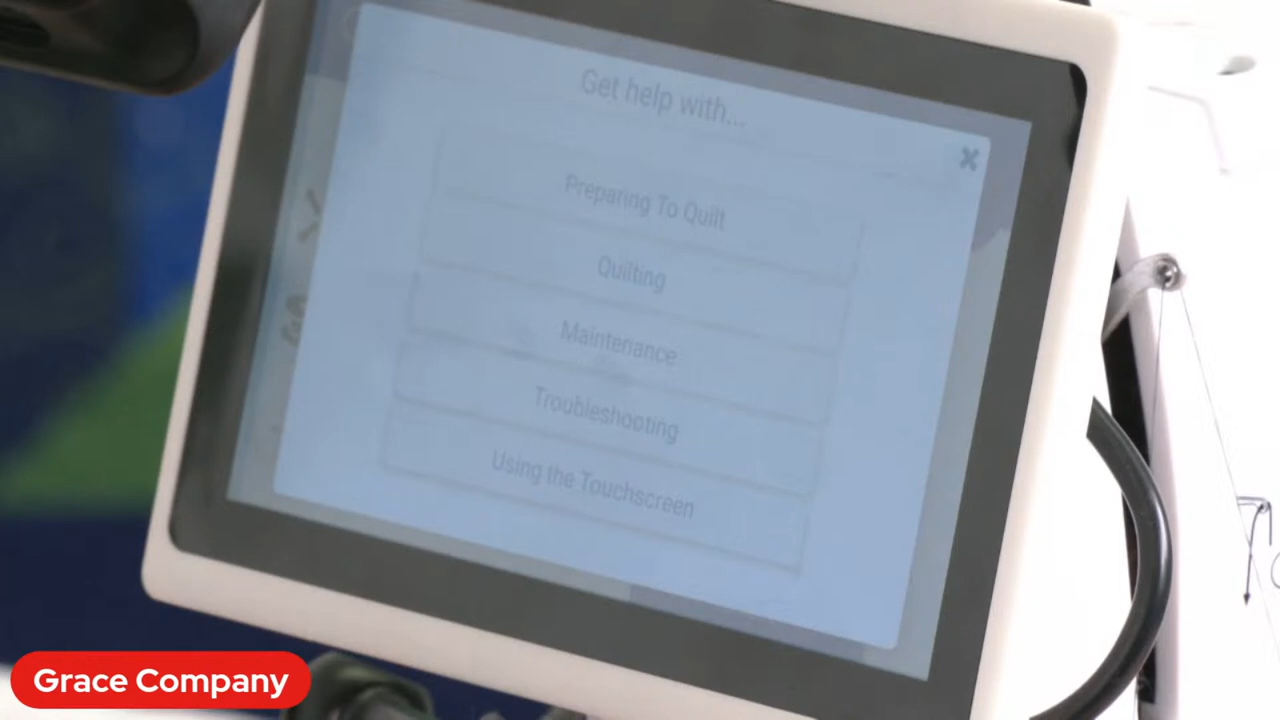 Get help with...
Preparing To Quilt
Quilting
Maintenance
Troubleshooting
Using the Touchscreen
Grace Company